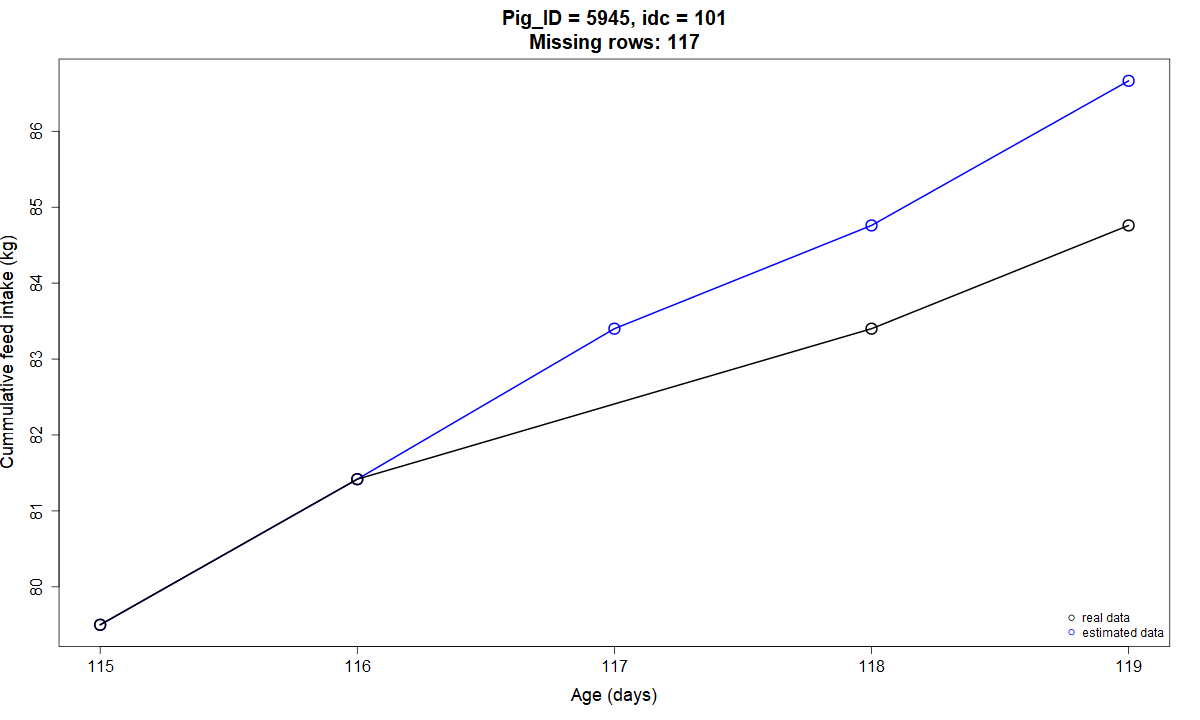 Pig_ID = 5945, idc = 101
Missing rows: 117
Cummulative feed intake (kg)
86
85
84
83
82
81
80
real data
estimated data
115 116 117 118 119
Age (days)